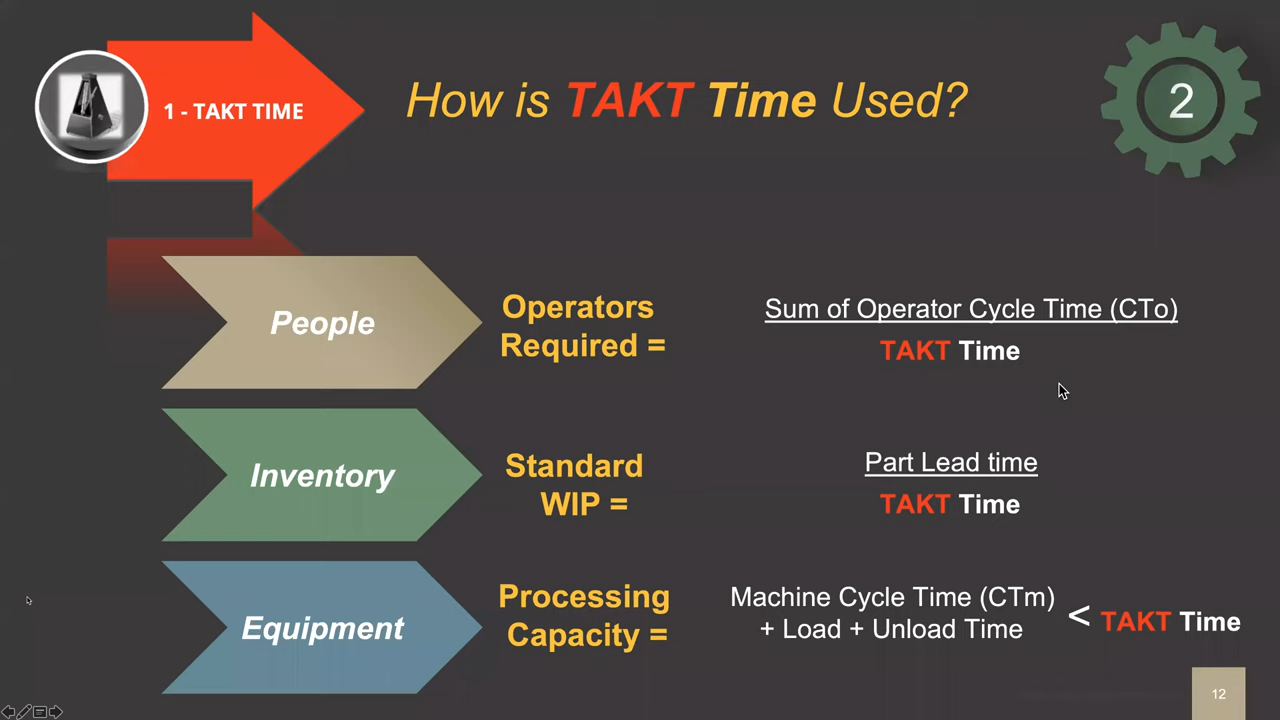 1 - TAKT TIME
How is TAKT Time Used?
2
People
Operators
Required =
Sum of Operator Cycle Time (CTo)
TAKT Time
Inventory
Standard
WIP =
Part Lead time
TAKT Time
Equipment
Processing
Capacity =
Machine Cycle Time (CTm)
+ Load + Unload Time
< TAKT Time
12